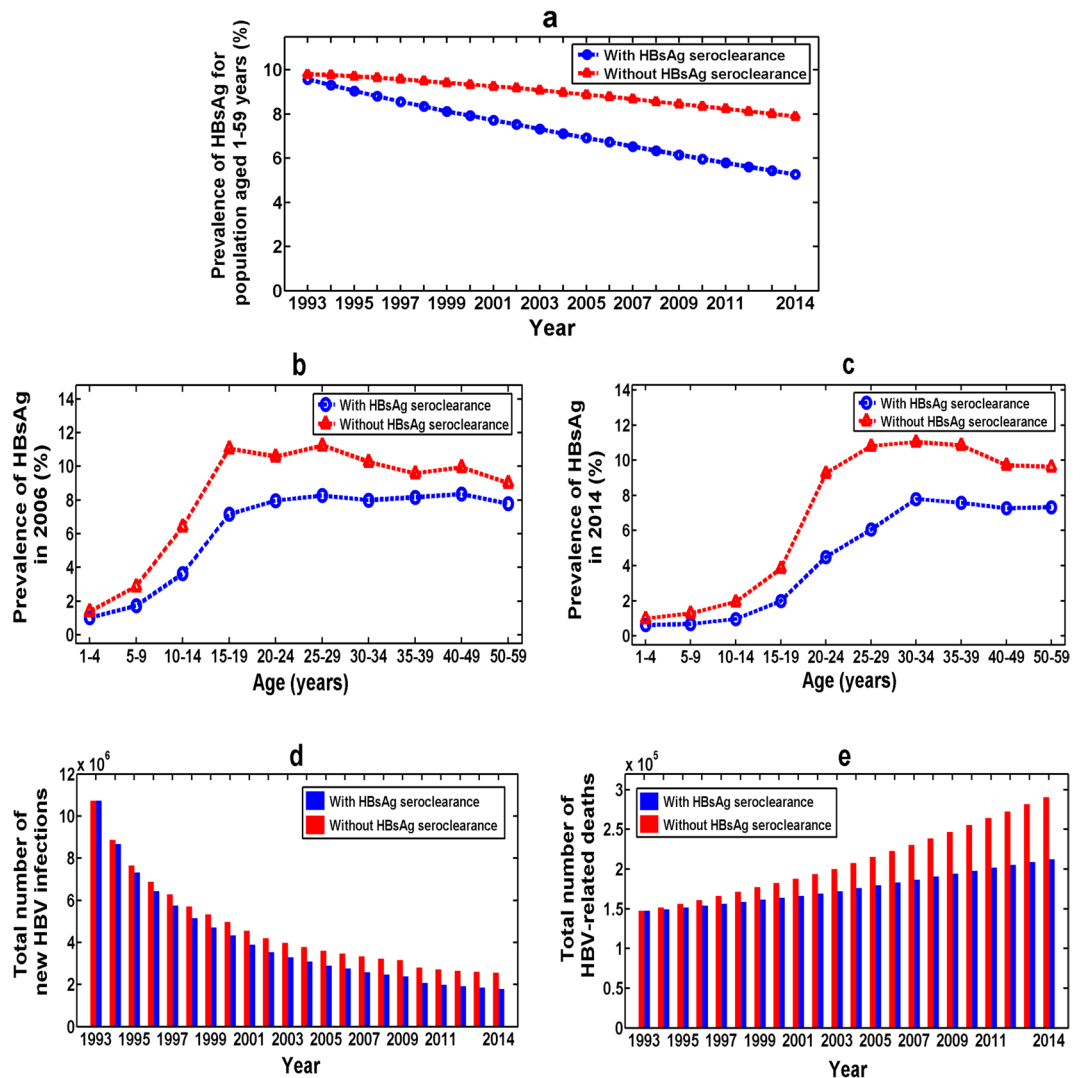 a
Prevalence of HBsAg for
population aged 1-59 years (%)
10
8
6
4
2
0
With HBsAg seroclearance
Without HBsAg seroclearance
1993 1995 1997 1999 2001 2003 2005 2007 2009 2011 2014
Year
b
Prevalence of HBsAg
in 2006 (%)
14
12
10
8
6
4
2
0
With HBsAg seroclearance
Without HBsAg seroclearance
1-4 5-9 10-14 15-19 20-24 25-29 30-34 35-39 40-49 50-59
Age (years)
c
Prevalence of HBsAg
in 2014 (%)
14
12
10
8
6
4
2
0
With HBsAg seroclearance
Without HBsAg seroclearance
1-4 5-9 10-14 15-19 20-24 25-29 30-34 35-39 40-49 50-59
Age (years)
d
x 10^6
Total number of
new HBV infections
12
10
8
6
4
2
0
With HBsAg seroclearance
Without HBsAg seroclearance
1993 1995 1997 1999 2001 2003 2005 2007 2009 2011 2014
Year
e
x 10^5
Total number of
HBV-related deaths
3
2.5
2
1.5
1
0.5
0
With HBsAg seroclearance
Without HBsAg seroclearance
1993 1995 1997 1999 2001 2003 2005 2007 2009 2011 2014
Year